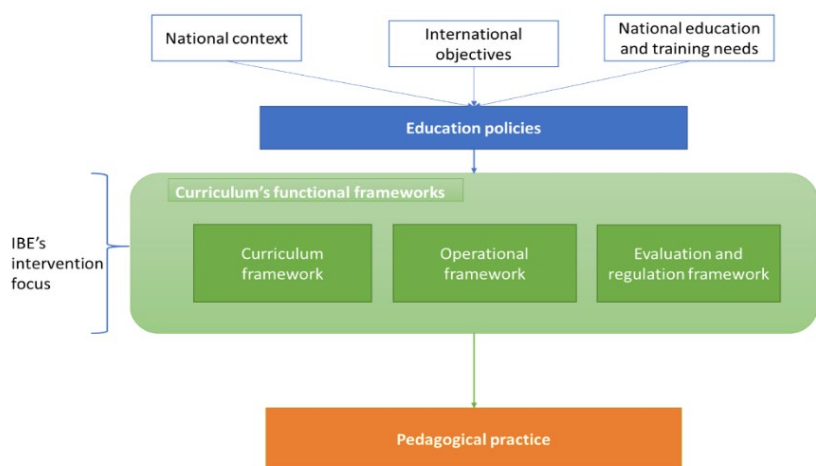 National context
International
objectives
National education
and training needs
Education policies
Curriculum's functional frameworks
IBE's
intervention
focus
Curriculum
framework
Operational
framework
Evaluation and
regulation framework
Pedagogical practice